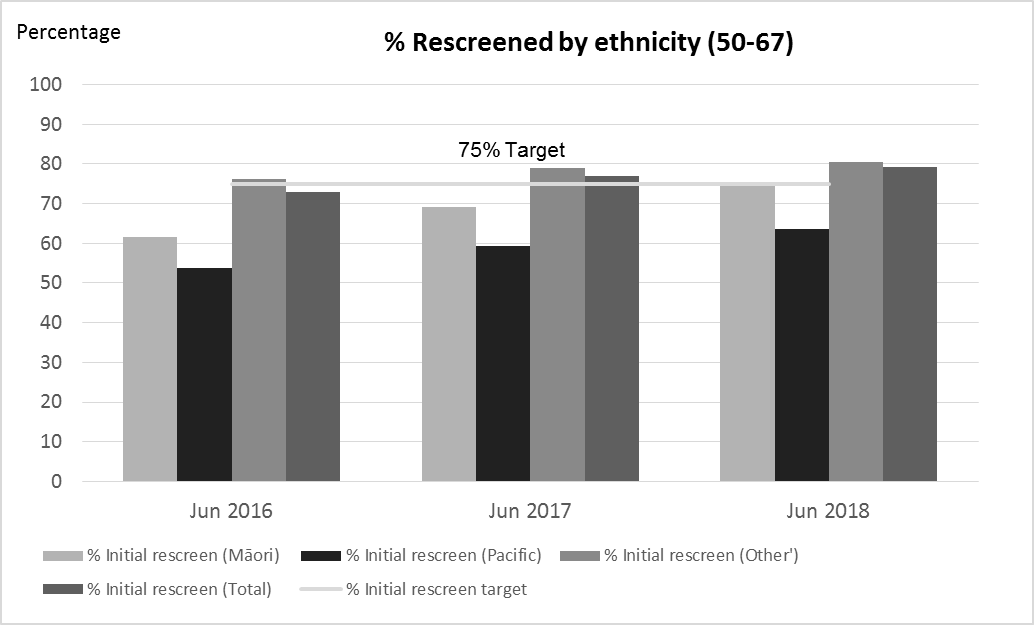 Percentage
% Rescreened by ethnicity (50-67)
100
90
75% Target
80
70
60
50
40
30
20
10
0
Jun 2016 Jun 2017 Jun 2018
% Initial rescreen (Māori) % Initial rescreen (Pacific) % Initial rescreen (Other')
% Initial rescreen (Total) % Initial rescreen target